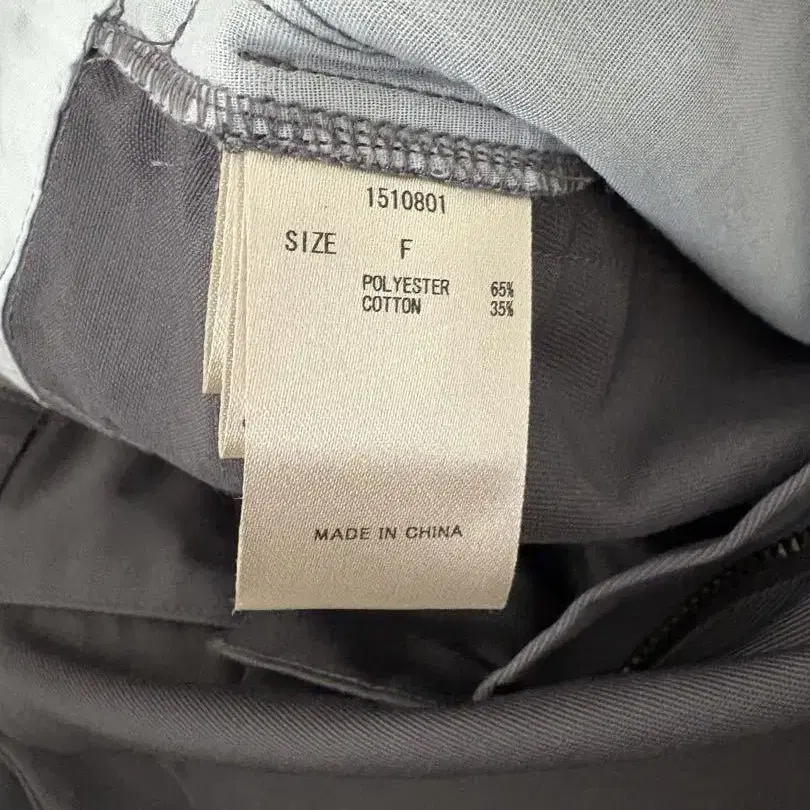 1510801
SIZE F
POLYESTER 65%
COTTON 35%
MADE IN CHINA